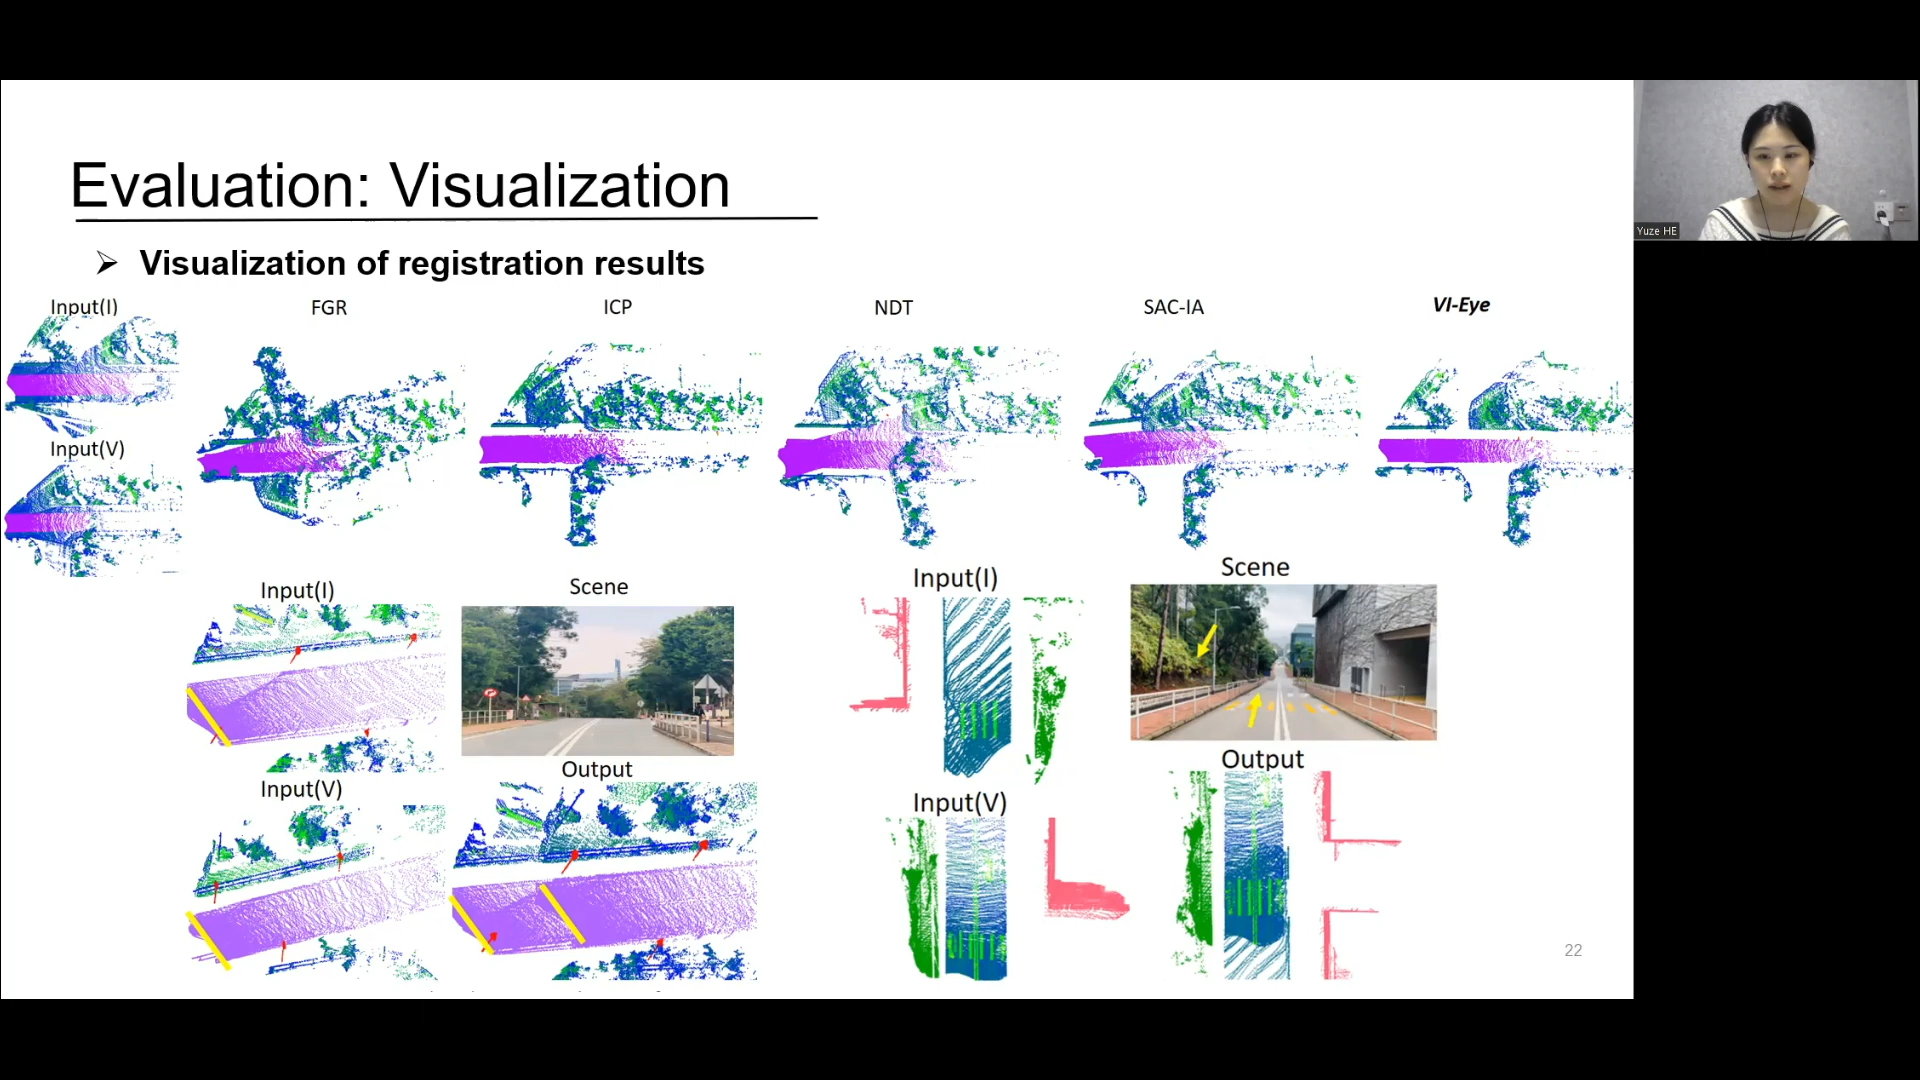 Evaluation: Visualization
Visualization of registration results
Input(I)
FGR
ICP
NDT
SAC-IA
VI-Eye
Input(V)
Input(I)
Scene
Input(V)
Output
Input(I)
Scene
Input(V)
Output
22
Yuze HE